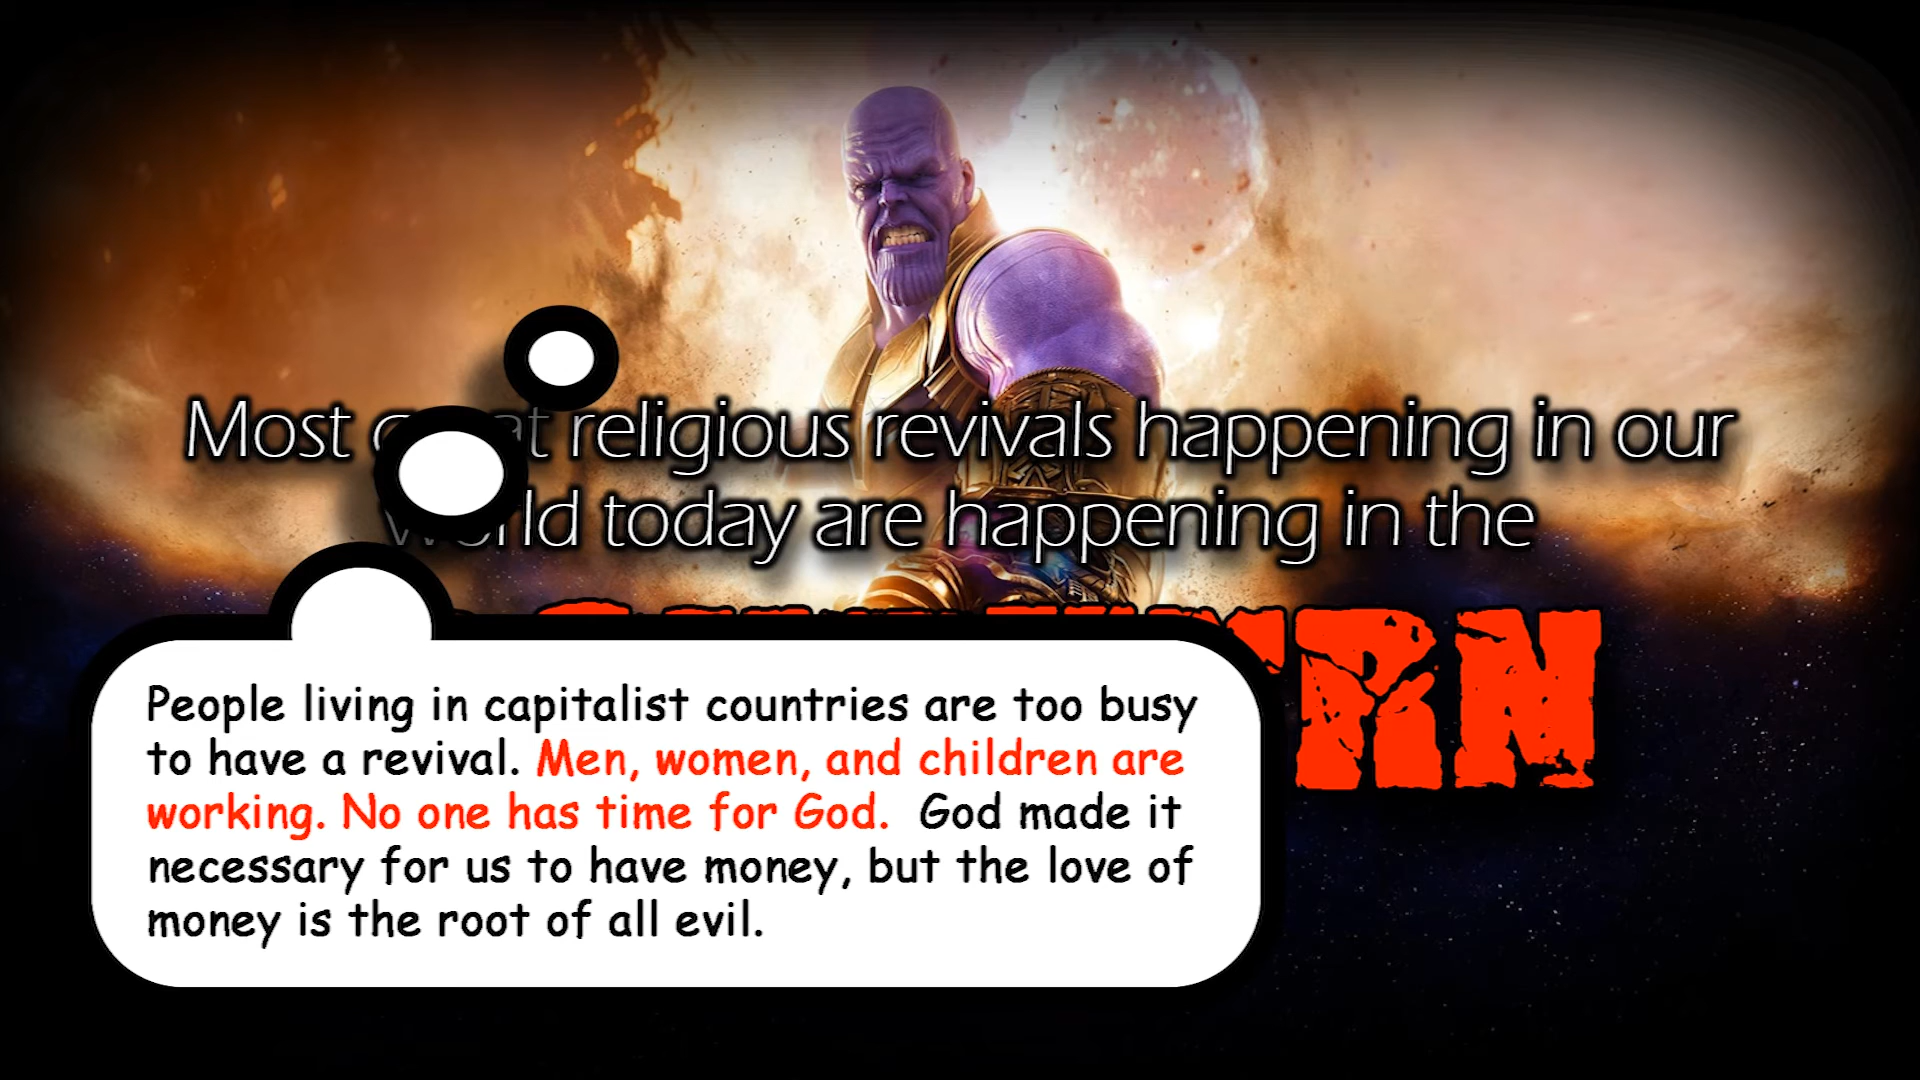 Most religious revivals happening in our
today are happening in the
People living in capitalist countries are too busy
to have a revival. Men, women, and children are
working. No one has time for God. God made it
necessary for us to have money, but the love of
money is the root of all evil.